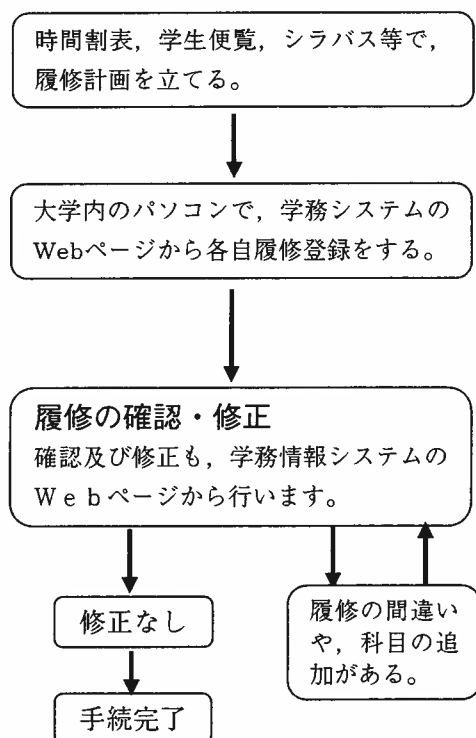 時間割表，学生便覧，シラバス等で，
履修計画を立てる。
大学内のパソコンで，学務システムの
Webページから各自履修登録をする。
履修の確認・修正
確認及び修正も，学務情報システムの
Ｗｅｂページから行います。
修正なし
手続完了
履修の間違い
や，科目の追
加がある。